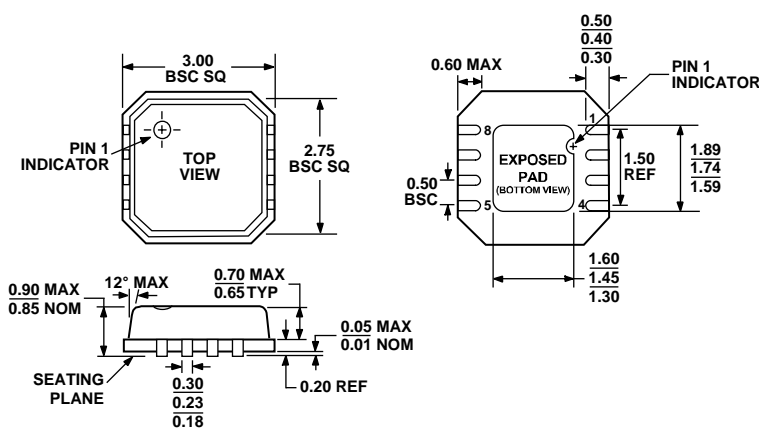 3.00
BSC SQ
PIN 1
INDICATOR
TOP
VIEW
2.75
BSC SQ
0.60 MAX
0.50
0.40
0.30
PIN 1
INDICATOR
8
1
EXPOSED
PAD
(BOTTOM VIEW)
5
4
0.50
BSC
1.50
REF
1.89
1.74
1.59
1.60
1.45
1.30
0.90 MAX
0.85 NOM
12° MAX
0.70 MAX
0.65 TYP
0.05 MAX
0.01 NOM
SEATING
PLANE
0.30
0.23
0.18
0.20 REF